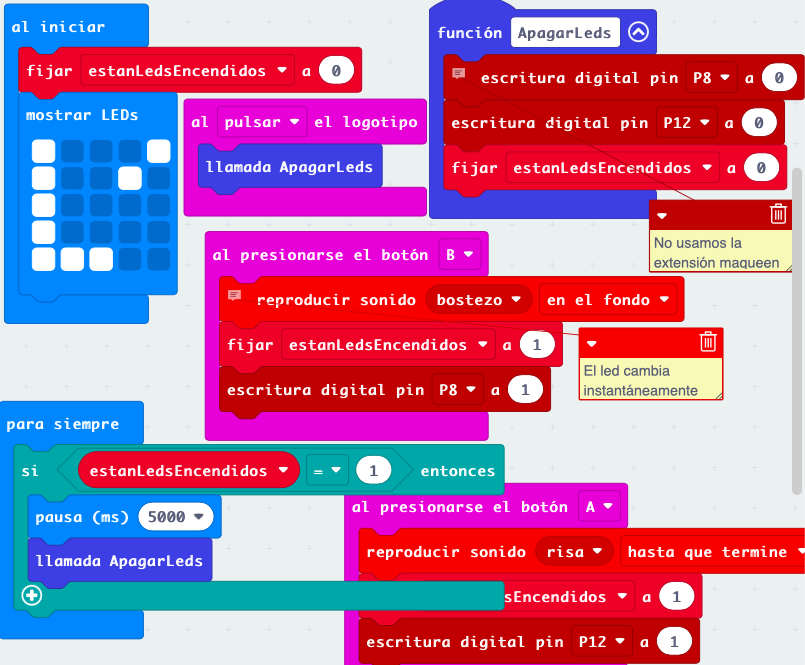 al iniciar
fijar estanLedsEncendidos a 0
mostrar LEDs
al pulsar el logotipo
llamada ApagarLeds
función ApagarLeds
escritura digital pin P8 a 0
escritura digital pin P12 a 0
fijar estanLedsEncendidos a 0
No usamos la
extensión maqueen
al presionarse el botón B
reproducir sonido bostezo en el fondo
fijar estanLedsEncendidos a 1
escritura digital pin P8 a 1
El led cambia
instantáneamente
para siempre
si estanLedsEncendidos = 1 entonces
pausa (ms) 5000
llamada ApagarLeds
al presionarse el botón A
reproducir sonido risa hasta que termine
sEncendidos a 1
escritura digital pin P12 a 1